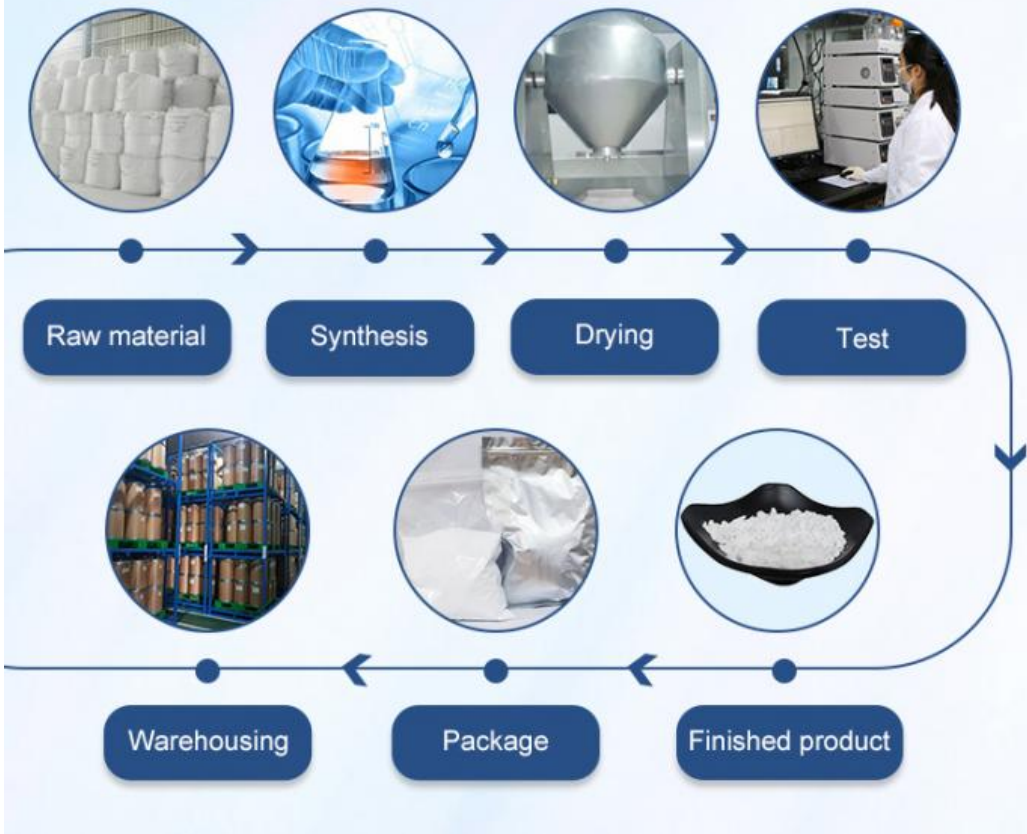 Raw material
Synthesis
Drying
Test
Finished product
Package
Warehousing